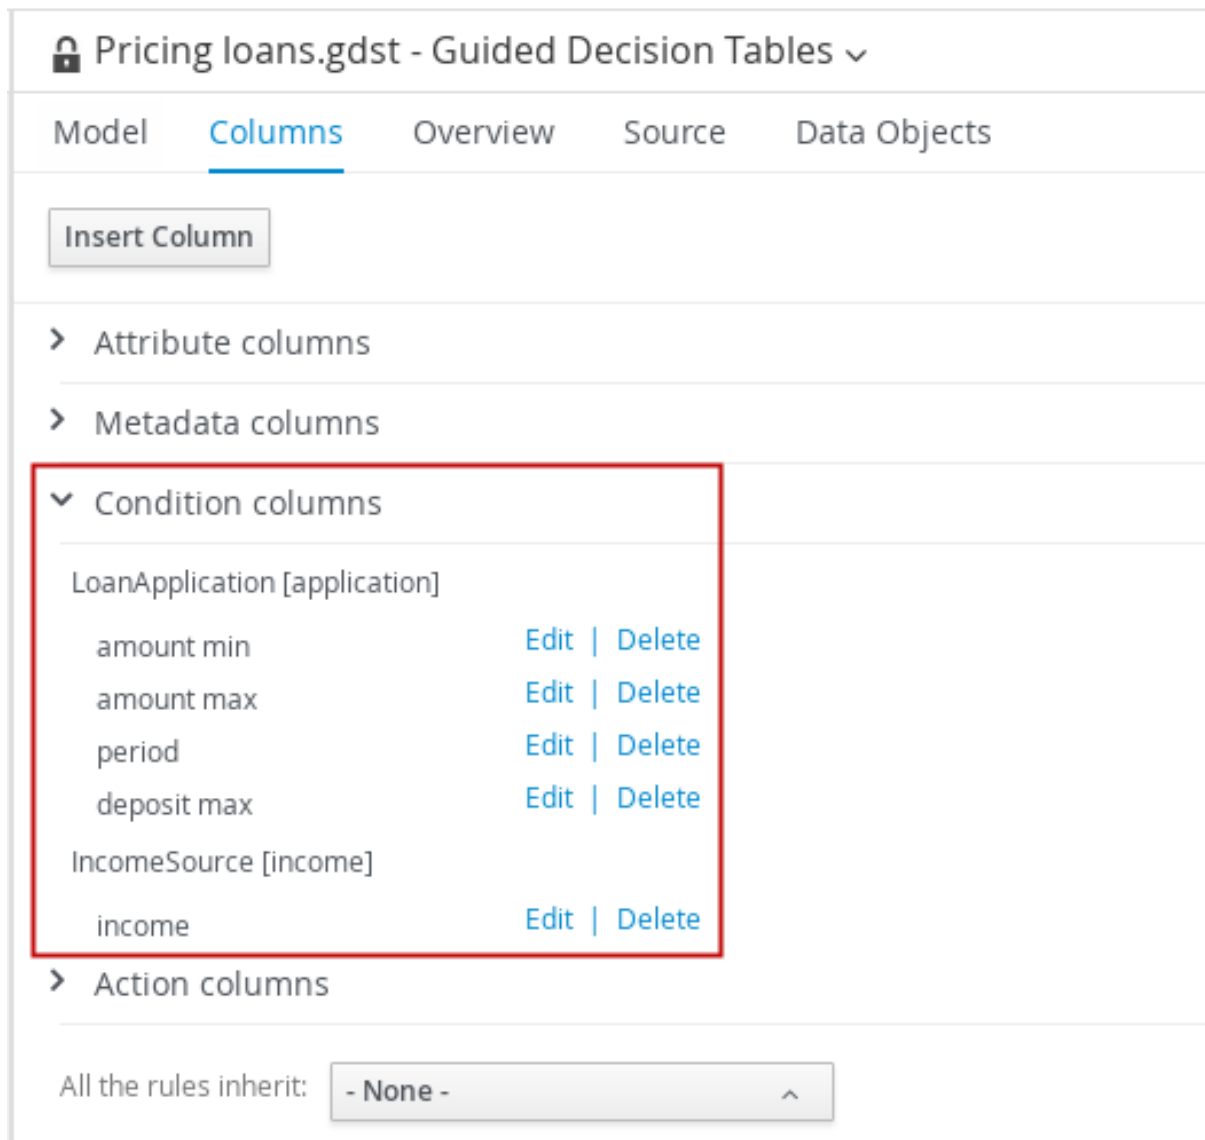 Pricing loans.gdst - Guided Decision Tables
Model Columns Overview Source Data Objects
Insert Column
Attribute columns
Metadata columns
Condition columns
LoanApplication [application]
amount min Edit | Delete
amount max Edit | Delete
period Edit | Delete
deposit max Edit | Delete
IncomeSource [income]
income Edit | Delete
Action columns
All the rules inherit: - None -